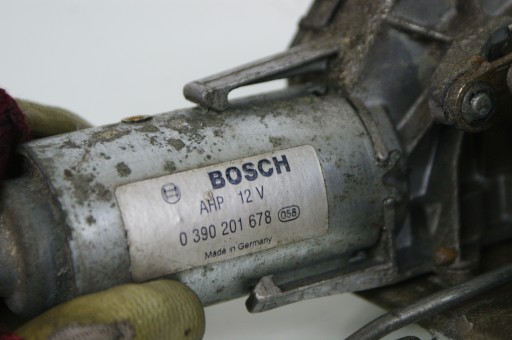 BOSCH
AHP 12 V
0 390 201 678 058
Made in Germany